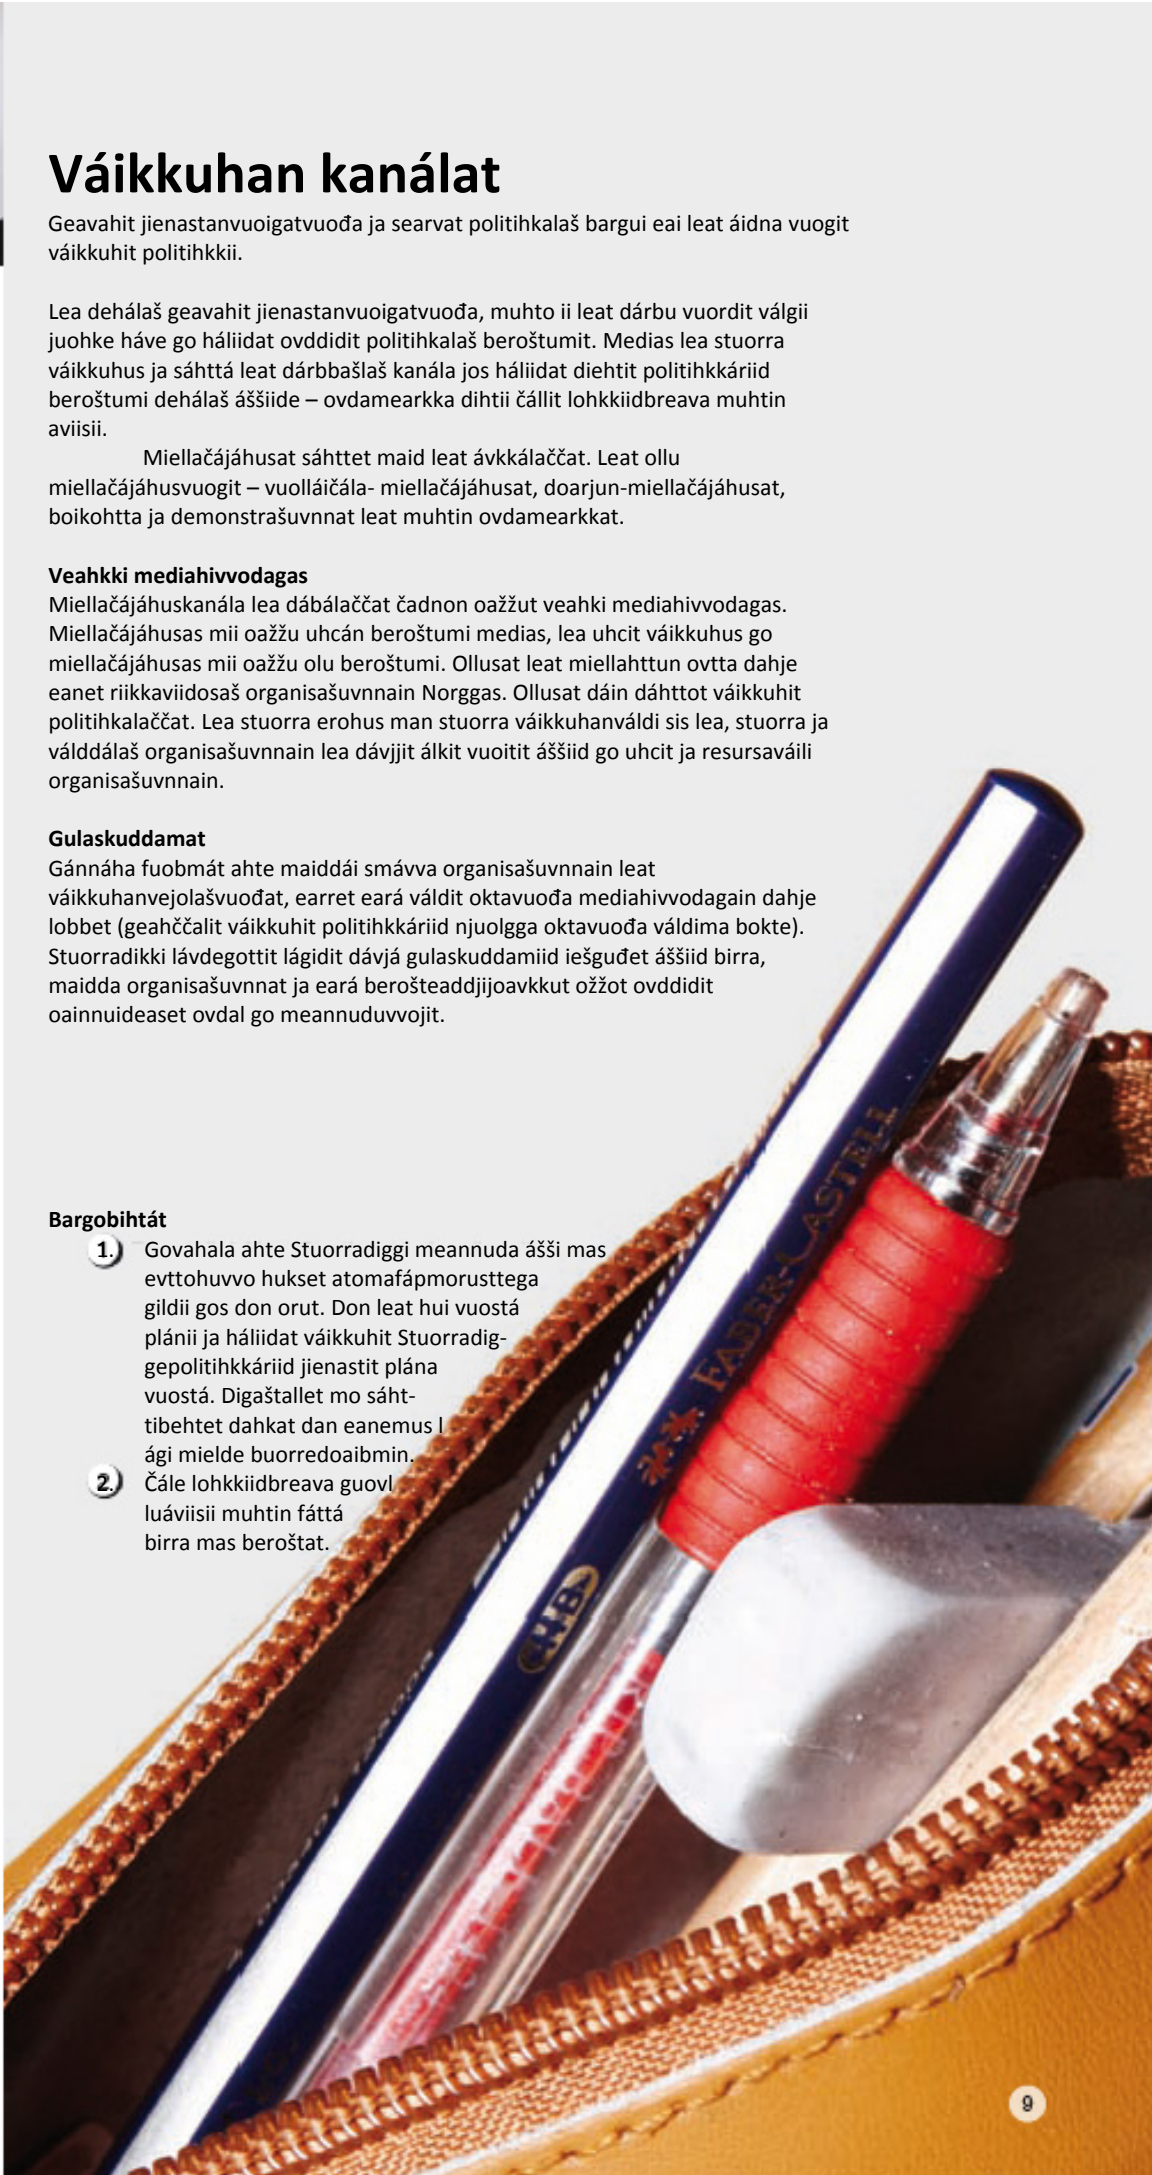 Váikkuhan kanálat
Geavahit jienastanvuoigatvuođa ja searvat politihkalaš bargui eai leat áidna vuogit
váikkuhit politihkkii.
Lea dehálaš geavahit jienastanvuoigatvuođa, muhto ii leat dárbu vuordit válgii
juohke háve go háliidat ovddidit politihkalaš beroštumit. Medias lea stuorra
váikkuhus ja sáhttá leat dárbbašlaš kanála jos háliidat diehtit politihkkáriid
beroštumi dehálaš áššiide – ovdamearkka dihtii čállit lohkkiidbreava muhtin
aviisii.
Miellačájáhusat sáhttet maid leat ávkkálaččat. Leat ollu
miellačájáhusvuogit – vuolláičála- miellačájáhusat, doarjun-miellačájáhusat,
boikohtta ja demonstrašuvnnat leat muhtin ovdamearkkat.
Veahkki mediahivvodagas
Miellačájáhuskanála lea dábálaččat čadnon oažžut veahki mediahivvodagas.
Miellačájáhusas mii oažžu uhcán beroštumi medias, lea uhcit váikkuhus go
miellačájáhusas mii oažžu olu beroštumi. Ollusat leat miellahttun ovtta dahje
eanet riikkaviidosaš organisašuvnnain Norggas. Ollusat dáin dáhttot váikkuhit
politihkalaččat. Lea stuorra erohus man stuorra váikkuhanváldi sis lea, stuorra ja
válddálaš organisašuvnnain lea dávjjit álkit vuoitit áššiid go uhcit ja resursaváili
organisašuvnnain.
Gulaskuddamat
Gánnáha fuobmát ahte maiddái smávva organisašuvnnain leat
váikkuhanvejolašvuođat, earret eará váldit oktavuođa mediahivvodagain dahje
lobbet (geahččalit váikkuhit politihkkáriid njuolgga oktavuođa váldima bokte).
Stuorradikki lávdegottit lágidit dávjá gulaskuddamiid iešguđet áššiid birra,
maidda organisašuvnnat ja eará berošteaddjijoavkkut ožžot ovddidit
oainnuideaset ovdal go meannuduvvojit.
Bargobihtát
1. Govahala ahte Stuorradiggi meannuda ášši mas
evttohuvvo hukset atomafápmorusttega
gildii gos don orut. Don leat hui vuostá
plánii ja háliidat váikkuhit Stuorradig-
gepolitihkkáriid jienastit plána
vuostá. Digaštallet mo sáht-
tibehtet dahkat dan eanemus l
ági mielde buorredoaibmin.
2. Čále lohkkiidbreava guovl
luáviisii muhtin fáttá
birra mas beroštat.
FABER-CASTELL
HB
9